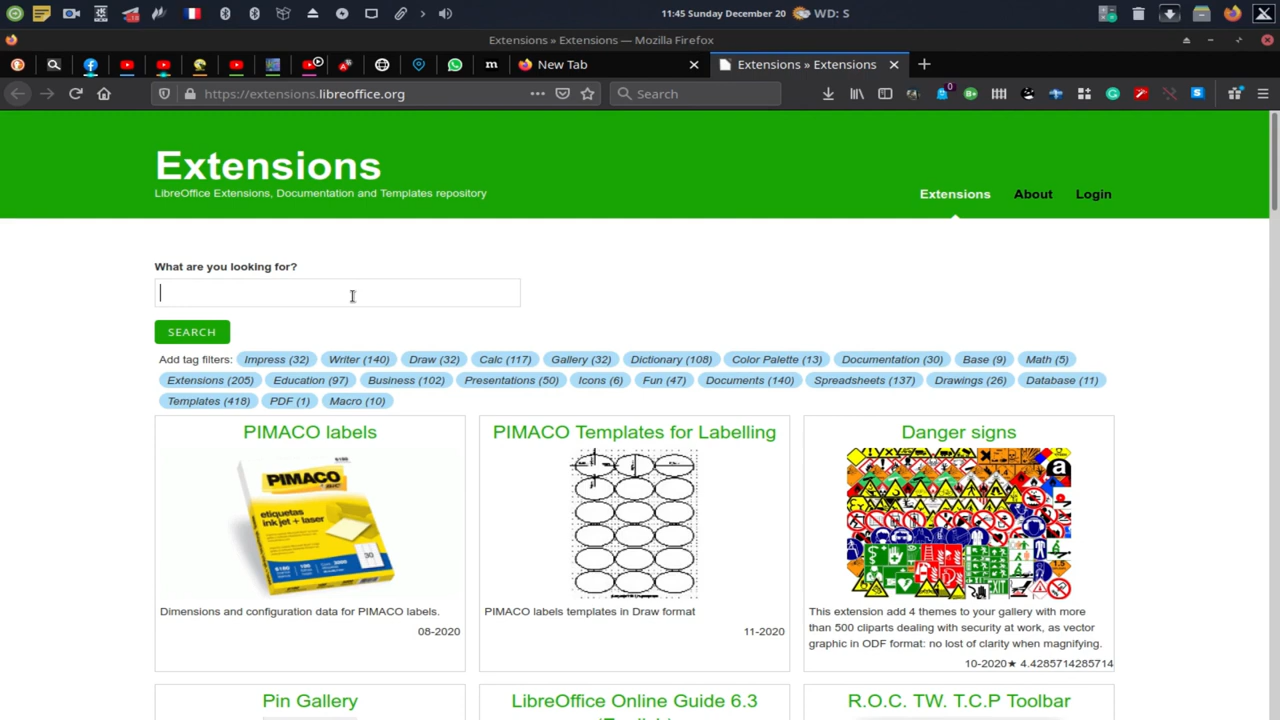 11:45 Sunday December 20 WD: S
Extensions » Extensions — Mozilla Firefox
New Tab
Extensions » Extensions
https://extensions.libreoffice.org
Search
0
Extensions
LibreOffice Extensions, Documentation and Templates repository
Extensions About Login
What are you looking for?
SEARCH
Add tag filters: Impress (32) Writer (140) Draw (32) Calc (117) Gallery (32) Dictionary (108) Color Palette (13) Documentation (30) Base (9) Math (5)
Extensions (205) Education (97) Business (102) Presentations (50) Icons (6) Fun (47) Documents (140) Spreadsheets (137) Drawings (26) Database (11)
Templates (418) PDF (1) Macro (10)
PIMACO labels
PIMACO
etiquetas
ink jet + laser
30
Dimensions and configuration data for PIMACO labels.
08-2020
PIMACO Templates for Labelling
PIMACO labels templates in Draw format
11-2020
Danger signs
a
EXIT
This extension add 4 themes to your gallery with more
than 500 cliparts dealing with security at work, as vector
graphic in ODF format: no lost of clarity when magnifying.
10-2020★ 4.4285714285714
Pin Gallery
LibreOffice Online Guide 6.3
R.O.C. TW. T.C.P Toolbar